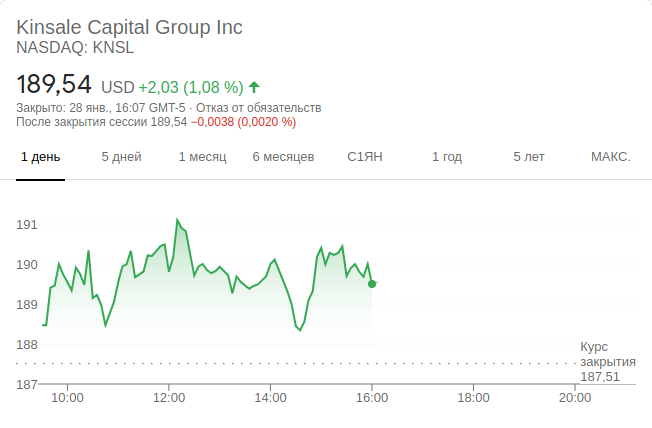 Kinsale Capital Group Inc
NASDAQ: KNSL
189,54 USD +2,03 (1,08 %)
Закрыто: 28 янв., 16:07 GMT-5 · Отказ от обязательств
После закрытия сессии 189,54 −0,0038 (0,0020 %)
1 день 5 дней 1 месяц 6 месяцев С1ЯН 1 год 5 лет МАКС.
191
190
189
188
Курс
закрытия
187,51
187
10:00 12:00 14:00 16:00 18:00 20:00